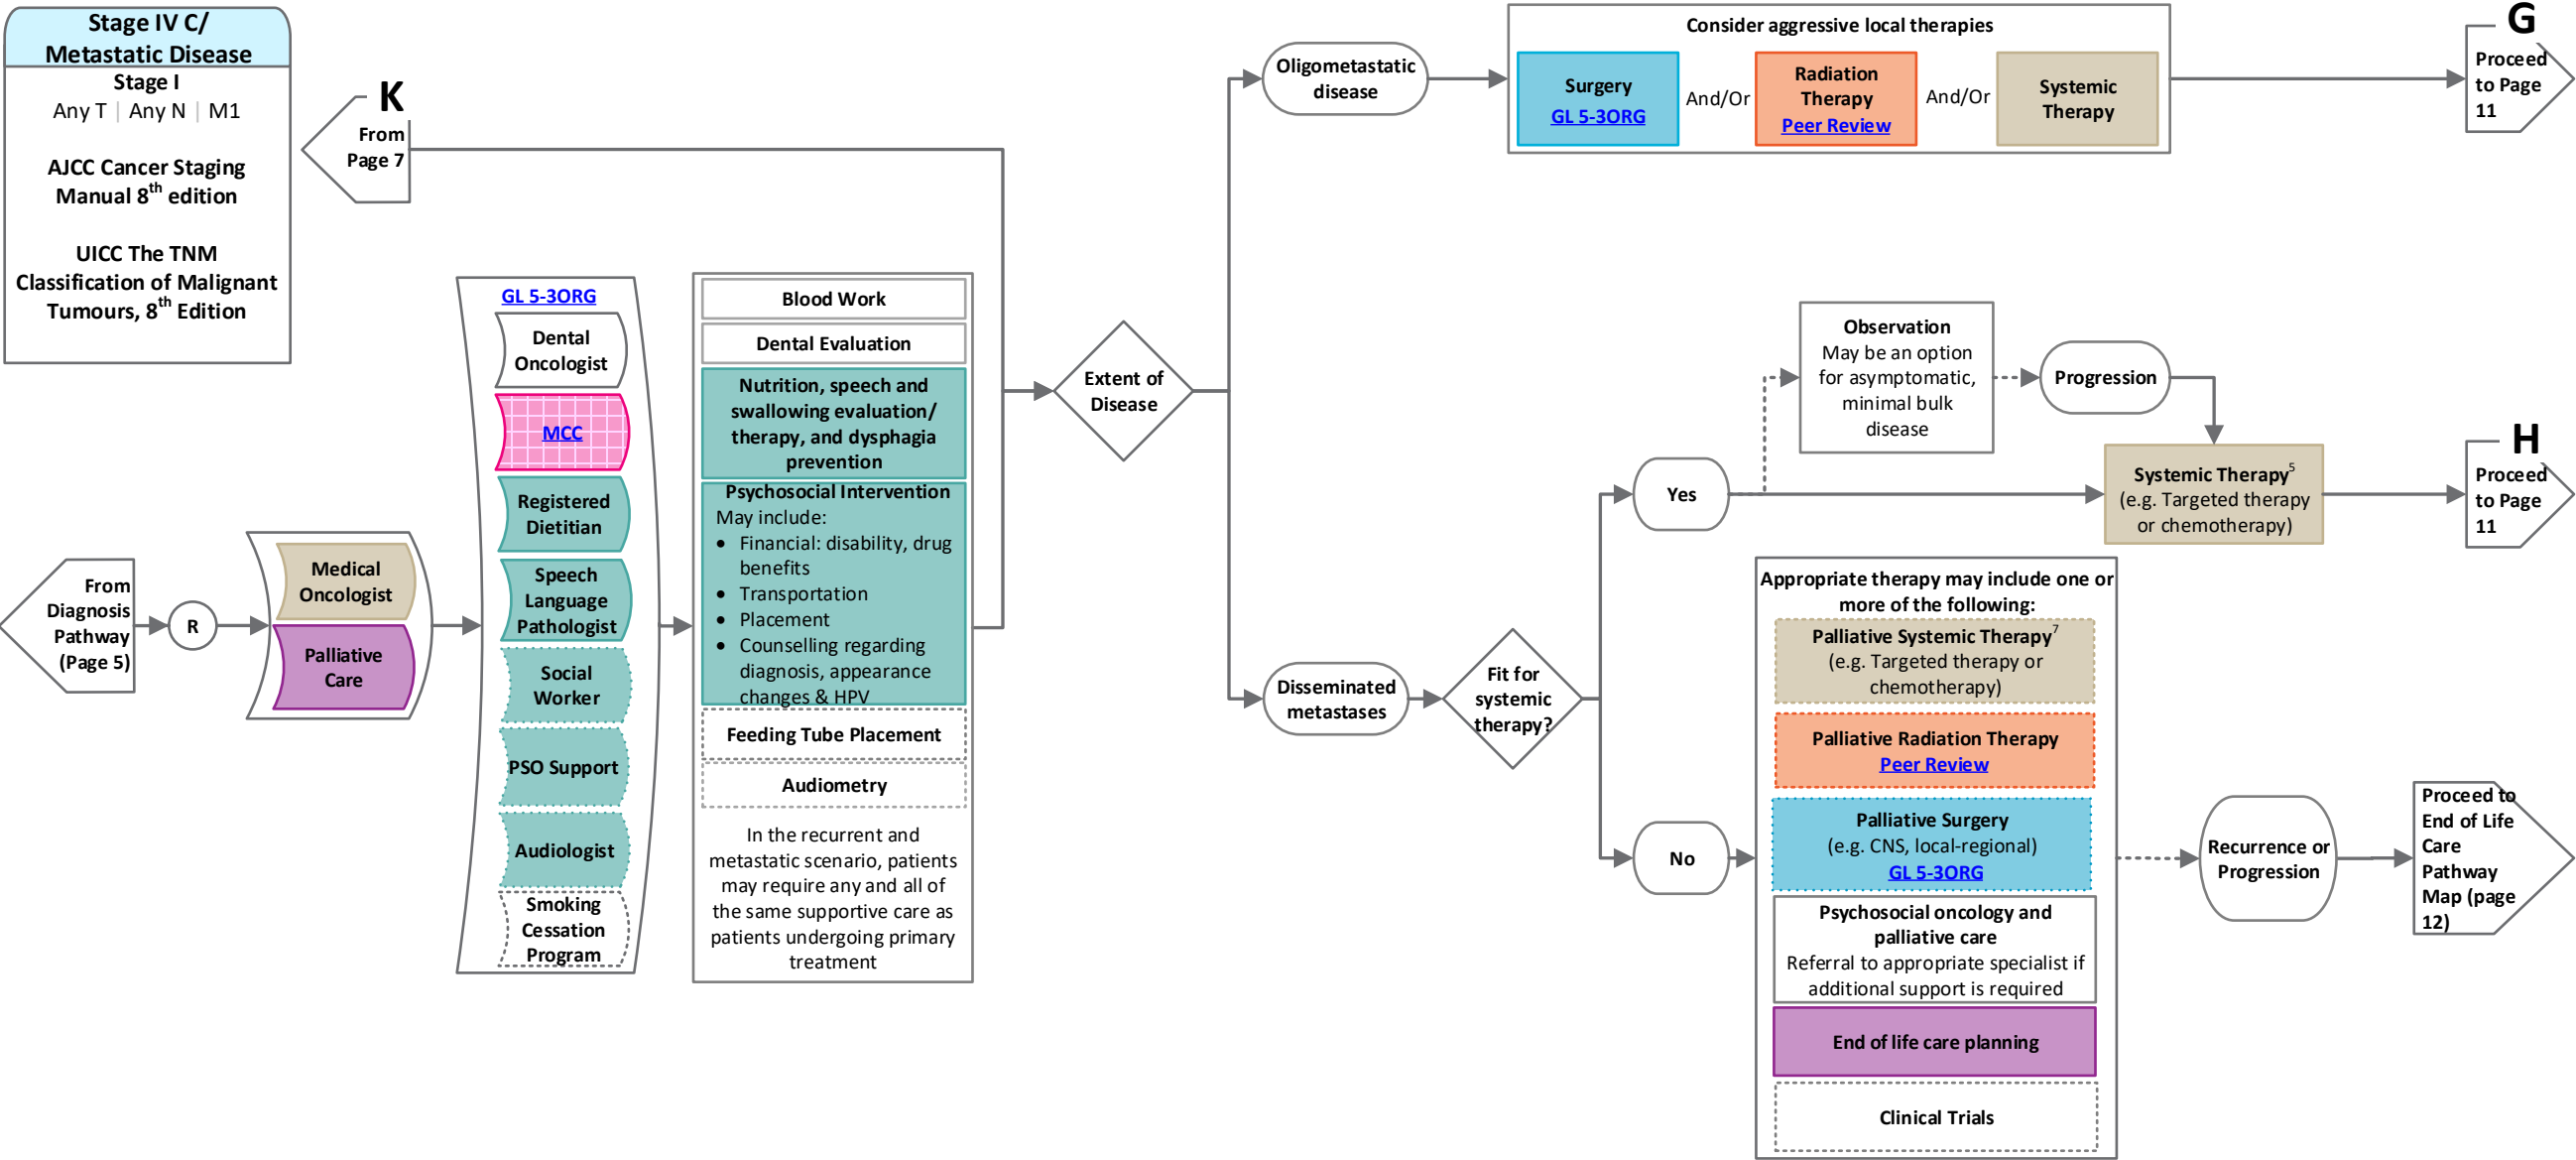 Stage IV C/
Metastatic Disease
Stage I
Any T | Any N | M1
AJCC Cancer Staging
Manual 8th edition
UICC The TNM
Classification of Malignant
Tumours, 8th Edition
K
From
Page 7
From
Diagnosis
Pathway
(Page 5)
R
Medical
Oncologist
Palliative
Care
GL 5-3ORG
Dental
Oncologist
MCC
Registered
Dietitian
Speech
Language
Pathologist
Social
Worker
PSO Support
Audiologist
Smoking
Cessation
Program
Blood Work
Dental Evaluation
Nutrition, speech and
swallowing evaluation/
therapy, and dysphagia
prevention
Psychosocial Intervention
May include:
• Financial: disability, drug
benefits
• Transportation
• Placement
• Counselling regarding
diagnosis, appearance
changes & HPV
Feeding Tube Placement
Audiometry
In the recurrent and
metastatic scenario, patients
may require any and all of
the same supportive care as
patients undergoing primary
treatment
Extent of
Disease
Oligometastatic
disease
Consider aggressive local therapies
Surgery
GL 5-3ORG
And/Or
Radiation
Therapy
Peer Review
And/Or
Systemic
Therapy
G
Proceed
to Page
11
Disseminated
metastases
Fit for
systemic
therapy?
Yes
Observation
May be an option
for asymptomatic,
minimal bulk
disease
Progression
Systemic Therapy5
(e.g. Targeted therapy
or chemotherapy)
H
Proceed
to Page
11
No
Appropriate therapy may include one or
more of the following:
Palliative Systemic Therapy7
(e.g. Targeted therapy or
chemotherapy)
Palliative Radiation Therapy
Peer Review
Palliative Surgery
(e.g. CNS, local-regional)
GL 5-3ORG
Psychosocial oncology and
palliative care
Referral to appropriate specialist if
additional support is required
End of life care planning
Clinical Trials
Recurrence or
Progression
Proceed to
End of Life
Care
Pathway
Map (page
12)